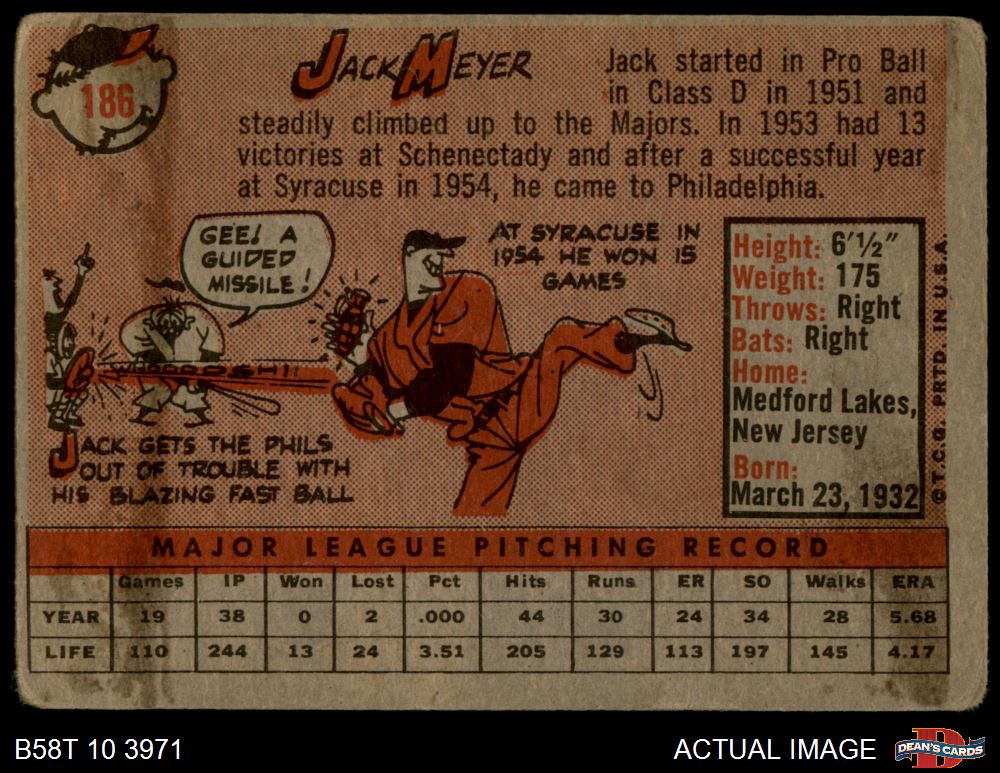 186
JACK MEYER
Jack started in Pro Ball
in Class D in 1951 and
steadily climbed up to the Majors. In 1953 had 13
victories at Schenectady and after a successful year
at Syracuse in 1954, he came to Philadelphia.
GEE! A
GUIDED
MISSILE!
AT SYRACUSE IN
1954 HE WON 15
GAMES
WHOOOOSH!!
JACK GETS THE PHILS
OUT OF TROUBLE WITH
HIS BLAZING FAST BALL
Height: 6'1/2"
Weight: 175
Throws: Right
Bats: Right
Home:
Medford Lakes,
New Jersey
Born:
March 23, 1932
© T.C.G. PRTD. IN U.S.A.
MAJOR LEAGUE PITCHING RECORD
Games IP Won Lost Pct Hits Runs ER SO Walks ERA
YEAR 19 38 0 2 .000 44 30 24 34 28 5.68
LIFE 110 244 13 24 3.51 205 129 113 197 145 4.17
B58T 10 3971
ACTUAL IMAGE
D
DEAN'S CARDS